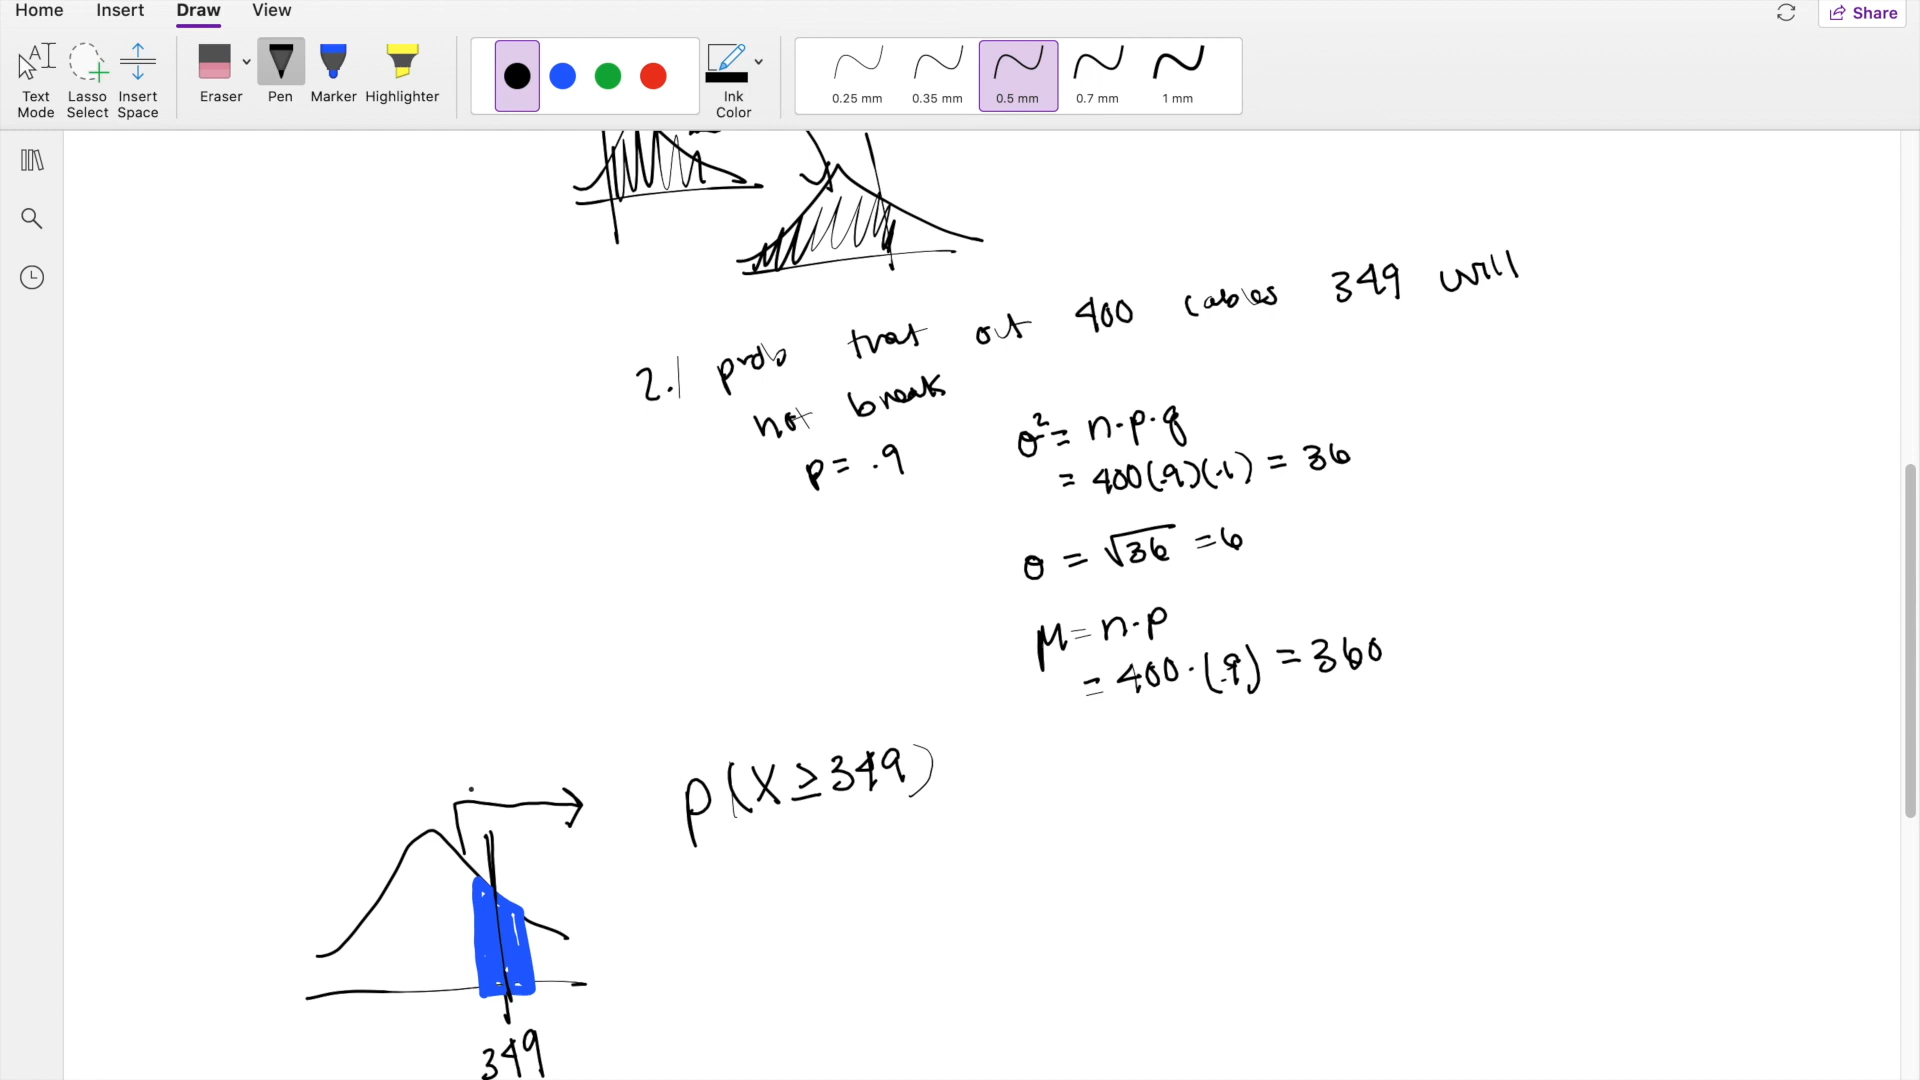 Home Insert Draw View
Share
Text Mode
Lasso Select
Insert Space
Eraser
Pen
Marker
Highlighter
Ink Color
0.25 mm
0.35 mm
0.5 mm
0.7 mm
1 mm
2.) prob that out 400 cables 349 will
not break
p = .9
σ² = n·p·q
= 400(.9)(.1) = 36
σ = √36 = 6
μ = n·p
= 400·(.9) = 360
p(X ≥ 349)
349